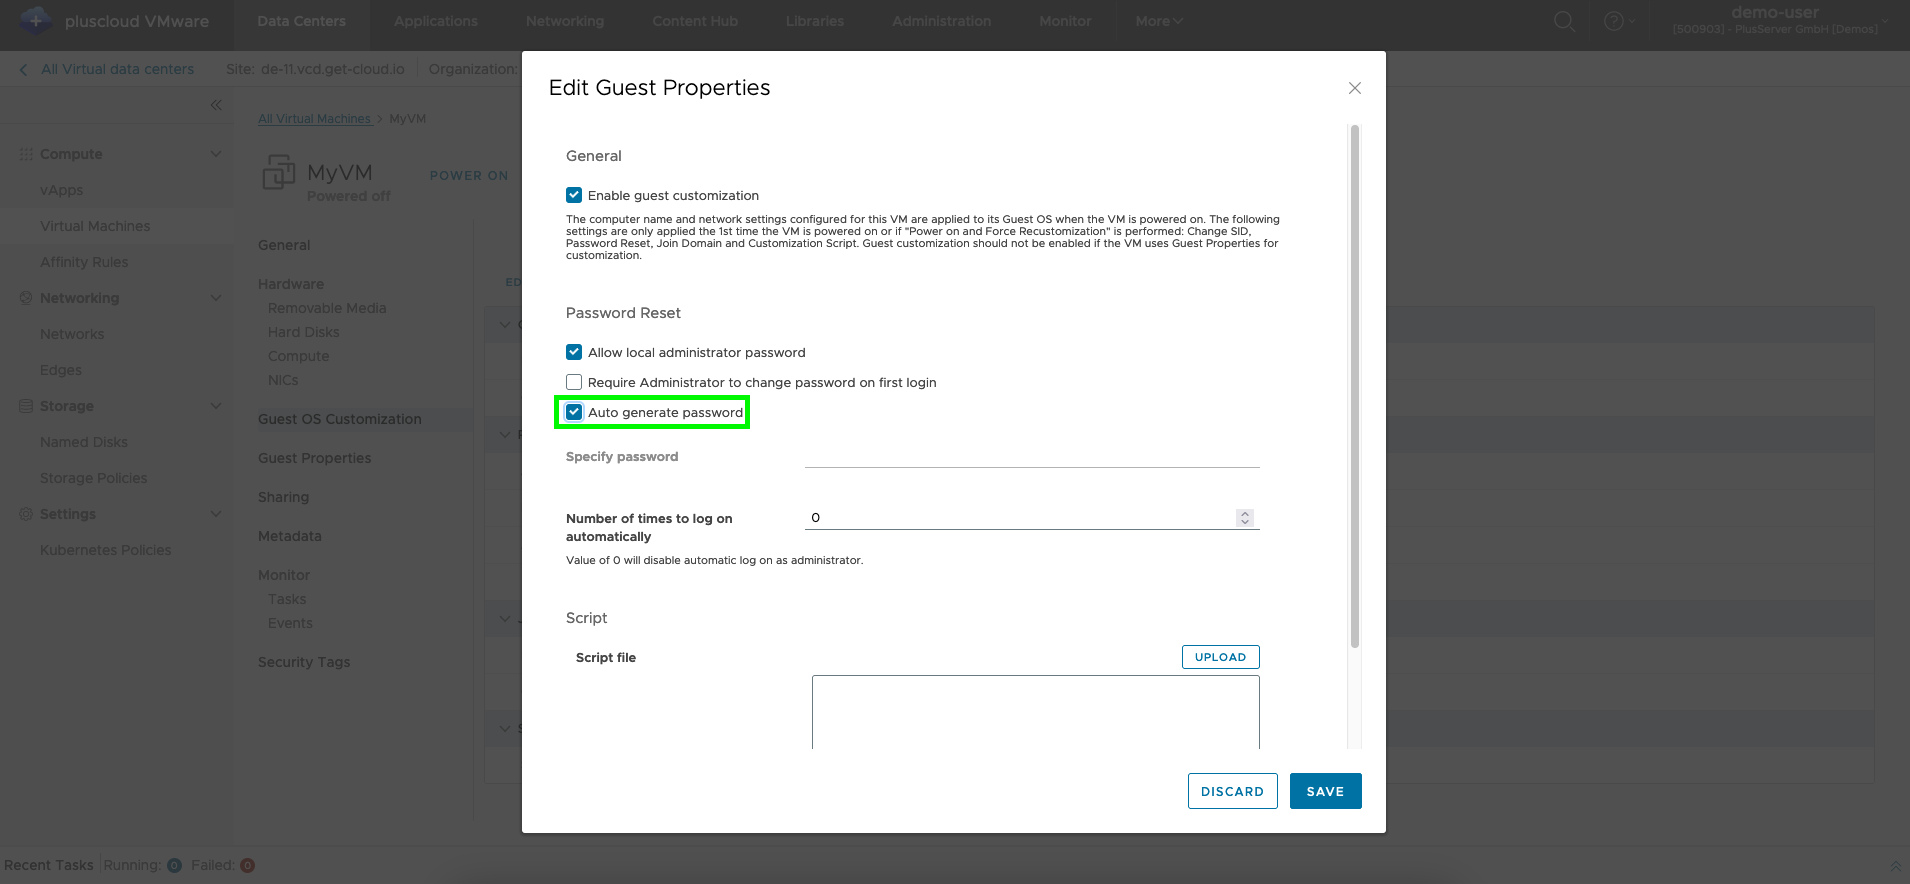 pluscloud VMware
Data Centers
Applications
Networking
Content Hub
Libraries
Administration
Monitor
More
demo-user
[500903] - PlusServer GmbH [Demos]
All Virtual data centers
Site: de-11.vcd.get-cloud.io
Organization:
All Virtual Machines > MyVM
MyVM
Powered off
POWER ON
Compute
vApps
Virtual Machines
Affinity Rules
Networking
Networks
Edges
Storage
Named Disks
Storage Policies
Settings
Kubernetes Policies
General
Hardware
Removable Media
Hard Disks
Compute
NICs
Guest OS Customization
Guest Properties
Sharing
Metadata
Monitor
Tasks
Events
Security Tags
Edit Guest Properties
General
Enable guest customization
The computer name and network settings configured for this VM are applied to its Guest OS when the VM is powered on. The following
settings are only applied the 1st time the VM is powered on or if "Power on and Force Recustomization" is performed: Change SID,
Password Reset, Join Domain and Customization Script. Guest customization should not be enabled if the VM uses Guest Properties for
customization.
Password Reset
Allow local administrator password
Require Administrator to change password on first login
Auto generate password
Specify password
Number of times to log on
automatically
0
Value of 0 will disable automatic log on as administrator.
Script
Script file
UPLOAD
DISCARD
SAVE
Recent Tasks
Running: 0
Failed: 0